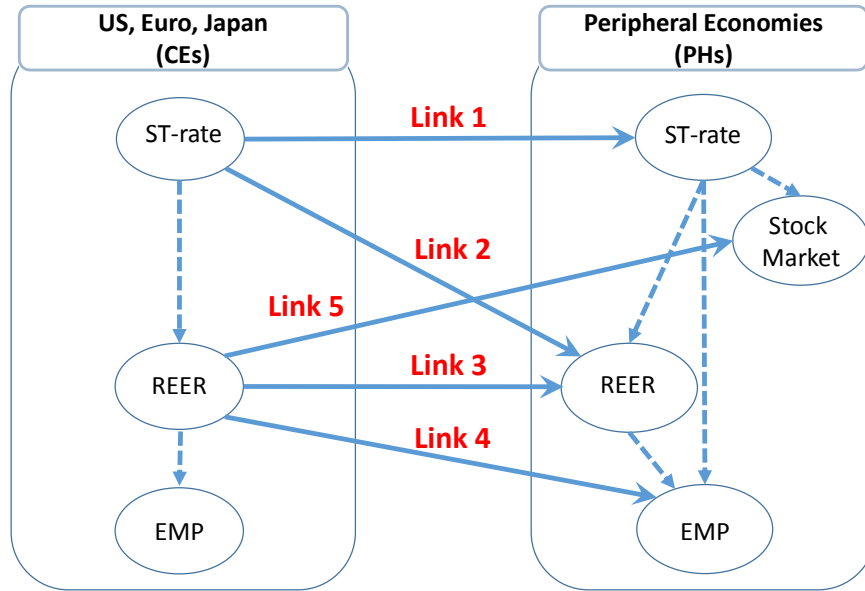 US, Euro, Japan
(CEs)
Peripheral Economies
(PHs)
ST-rate
Link 1
ST-rate
Stock
Market
Link 2
Link 5
REER
Link 3
REER
Link 4
EMP
EMP